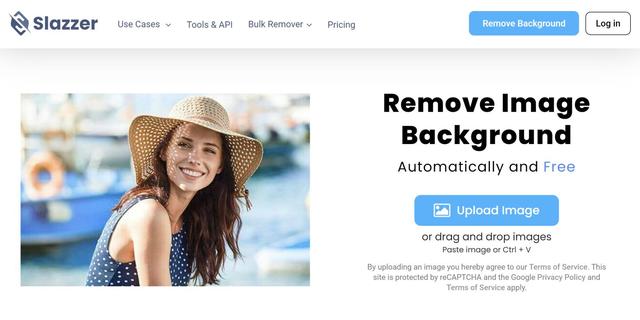 Slazzer
Use Cases
Tools & API
Bulk Remover
Pricing
Remove Background
Log in
Remove Image
Background
Automatically and Free
Upload Image
or drag and drop images
Paste image or Ctrl + V
By uploading an image you hereby agree to our Terms of Service. This
site is protected by reCAPTCHA and the Google Privacy Policy and
Terms of Service apply.